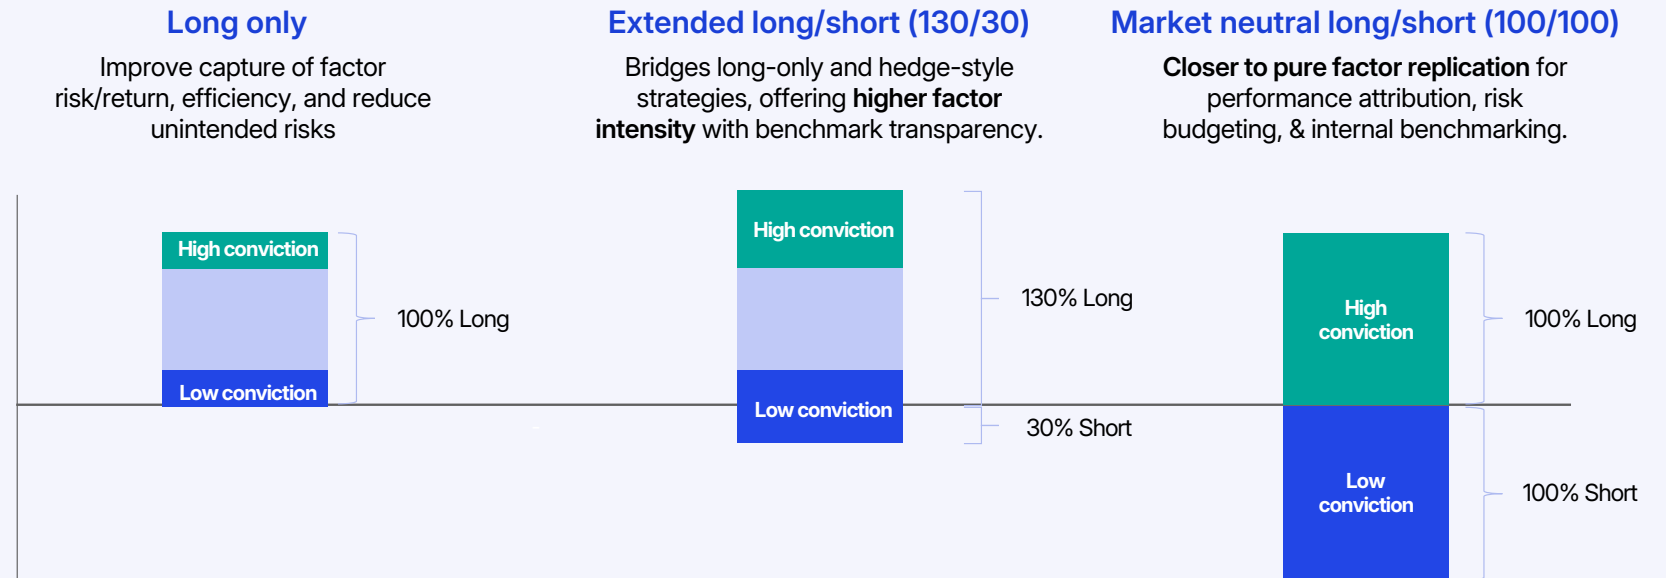 Long only
Improve capture of factor
risk/return, efficiency, and reduce
unintended risks
Extended long/short (130/30)
Bridges long-only and hedge-style
strategies, offering higher factor
intensity with benchmark transparency.
Market neutral long/short (100/100)
Closer to pure factor replication for
performance attribution, risk
budgeting, & internal benchmarking.
High conviction
Low conviction
100% Long
High conviction
Low conviction
130% Long
30% Short
High
conviction
Low
conviction
100% Long
100% Short